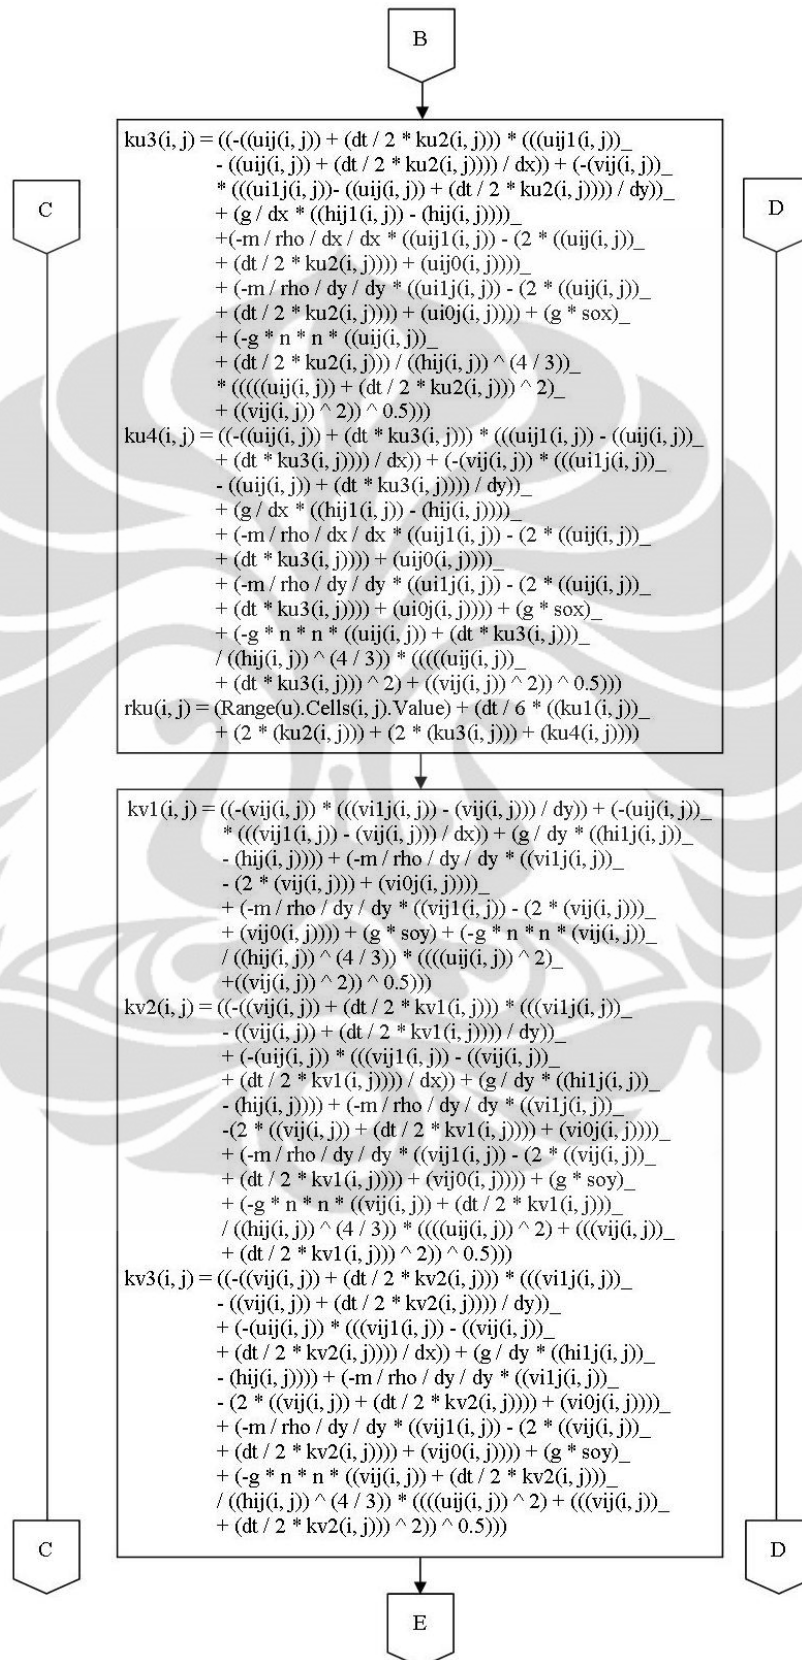 B
ku3(i, j) = ((-((uij(i, j)) + (dt / 2 * ku2(i, j))) * (((uij1(i, j))_
- ((uij(i, j)) + (dt / 2 * ku2(i, j)))) / dx)) + (-(vij(i, j))_
* (((ui1j(i, j))- ((uij(i, j)) + (dt / 2 * ku2(i, j)))) / dy))_
+ (g / dx * ((hij1(i, j)) - (hij(i, j))))_
+(-m / rho / dx / dx * ((uij1(i, j)) - (2 * ((uij(i, j))_
+ (dt / 2 * ku2(i, j)))) + (uij0(i, j))))_
+ (-m / rho / dy / dy * ((ui1j(i, j)) - (2 * ((uij(i, j))_
+ (dt / 2 * ku2(i, j)))) + (ui0j(i, j)))) + (g * sox)_
+ (-g * n * n * ((uij(i, j))_
+ (dt / 2 * ku2(i, j))) / ((hij(i, j)) ^ (4 / 3))_
* (((((uij(i, j)) + (dt / 2 * ku2(i, j))) ^ 2)_
+ ((vij(i, j)) ^ 2)) ^ 0.5)))
ku4(i, j) = ((-((uij(i, j)) + (dt * ku3(i, j))) * (((uij1(i, j)) - ((uij(i, j))_
+ (dt * ku3(i, j)))) / dx)) + (-(vij(i, j)) * (((ui1j(i, j))_
- ((uij(i, j)) + (dt * ku3(i, j)))) / dy))_
+ (g / dx * ((hij1(i, j)) - (hij(i, j))))_
+ (-m / rho / dx / dx * ((uij1(i, j)) - (2 * ((uij(i, j))_
+ (dt * ku3(i, j)))) + (uij0(i, j))))_
+ (-m / rho / dy / dy * ((ui1j(i, j)) - (2 * ((uij(i, j))_
+ (dt * ku3(i, j)))) + (ui0j(i, j)))) + (g * sox)_
+ (-g * n * n * ((uij(i, j)) + (dt * ku3(i, j)))_
/ ((hij(i, j)) ^ (4 / 3)) * (((((uij(i, j))_
+ (dt * ku3(i, j))) ^ 2) + ((vij(i, j)) ^ 2)) ^ 0.5)))
rku(i, j) = (Range(u).Cells(i, j).Value) + (dt / 6 * ((ku1(i, j))_
+ (2 * (ku2(i, j))) + (2 * (ku3(i, j))) + (ku4(i, j))))
C
D
kv1(i, j) = ((-(vij(i, j)) * (((vi1j(i, j)) - (vij(i, j))) / dy)) + (-(uij(i, j))_
* (((vij1(i, j)) - (vij(i, j))) / dx)) + (g / dy * ((hi1j(i, j))_
- (hij(i, j)))) + (-m / rho / dy / dy * ((vi1j(i, j))_
- (2 * (vij(i, j))) + (vi0j(i, j))))_
+ (-m / rho / dy / dy * ((vij1(i, j)) - (2 * (vij(i, j)))_
+ (vij0(i, j)))) + (g * soy) + (-g * n * n * (vij(i, j))_
/ ((hij(i, j)) ^ (4 / 3)) * ((((uij(i, j)) ^ 2)_
+((vij(i, j)) ^ 2)) ^ 0.5)))
kv2(i, j) = ((-((vij(i, j)) + (dt / 2 * kv1(i, j))) * (((vi1j(i, j))_
- ((vij(i, j)) + (dt / 2 * kv1(i, j)))) / dy))_
+ (-(uij(i, j)) * (((vij1(i, j)) - ((vij(i, j))_
+ (dt / 2 * kv1(i, j)))) / dx)) + (g / dy * ((hi1j(i, j))_
- (hij(i, j)))) + (-m / rho / dy / dy * ((vi1j(i, j))_
-(2 * ((vij(i, j)) + (dt / 2 * kv1(i, j)))) + (vi0j(i, j))))_
+ (-m / rho / dy / dy * ((vij1(i, j)) - (2 * ((vij(i, j))_
+ (dt / 2 * kv1(i, j)))) + (vij0(i, j)))) + (g * soy)_
+ (-g * n * n * ((vij(i, j)) + (dt / 2 * kv1(i, j)))_
/ ((hij(i, j)) ^ (4 / 3)) * ((((uij(i, j)) ^ 2) + (((vij(i, j))_
+ (dt / 2 * kv1(i, j))) ^ 2)) ^ 0.5)))
kv3(i, j) = ((-((vij(i, j)) + (dt / 2 * kv2(i, j))) * (((vi1j(i, j))_
- ((vij(i, j)) + (dt / 2 * kv2(i, j)))) / dy))_
+ (-(uij(i, j)) * (((vij1(i, j)) - ((vij(i, j))_
+ (dt / 2 * kv2(i, j)))) / dx)) + (g / dy * ((hi1j(i, j))_
- (hij(i, j)))) + (-m / rho / dy / dy * ((vi1j(i, j))_
- (2 * ((vij(i, j)) + (dt / 2 * kv2(i, j)))) + (vi0j(i, j))))_
+ (-m / rho / dy / dy * ((vij1(i, j)) - (2 * ((vij(i, j))_
+ (dt / 2 * kv2(i, j)))) + (vij0(i, j)))) + (g * soy)_
+ (-g * n * n * ((vij(i, j)) + (dt / 2 * kv2(i, j)))_
/ ((hij(i, j)) ^ (4 / 3)) * ((((uij(i, j)) ^ 2) + (((vij(i, j))_
+ (dt / 2 * kv2(i, j))) ^ 2)) ^ 0.5)))
C
D
E